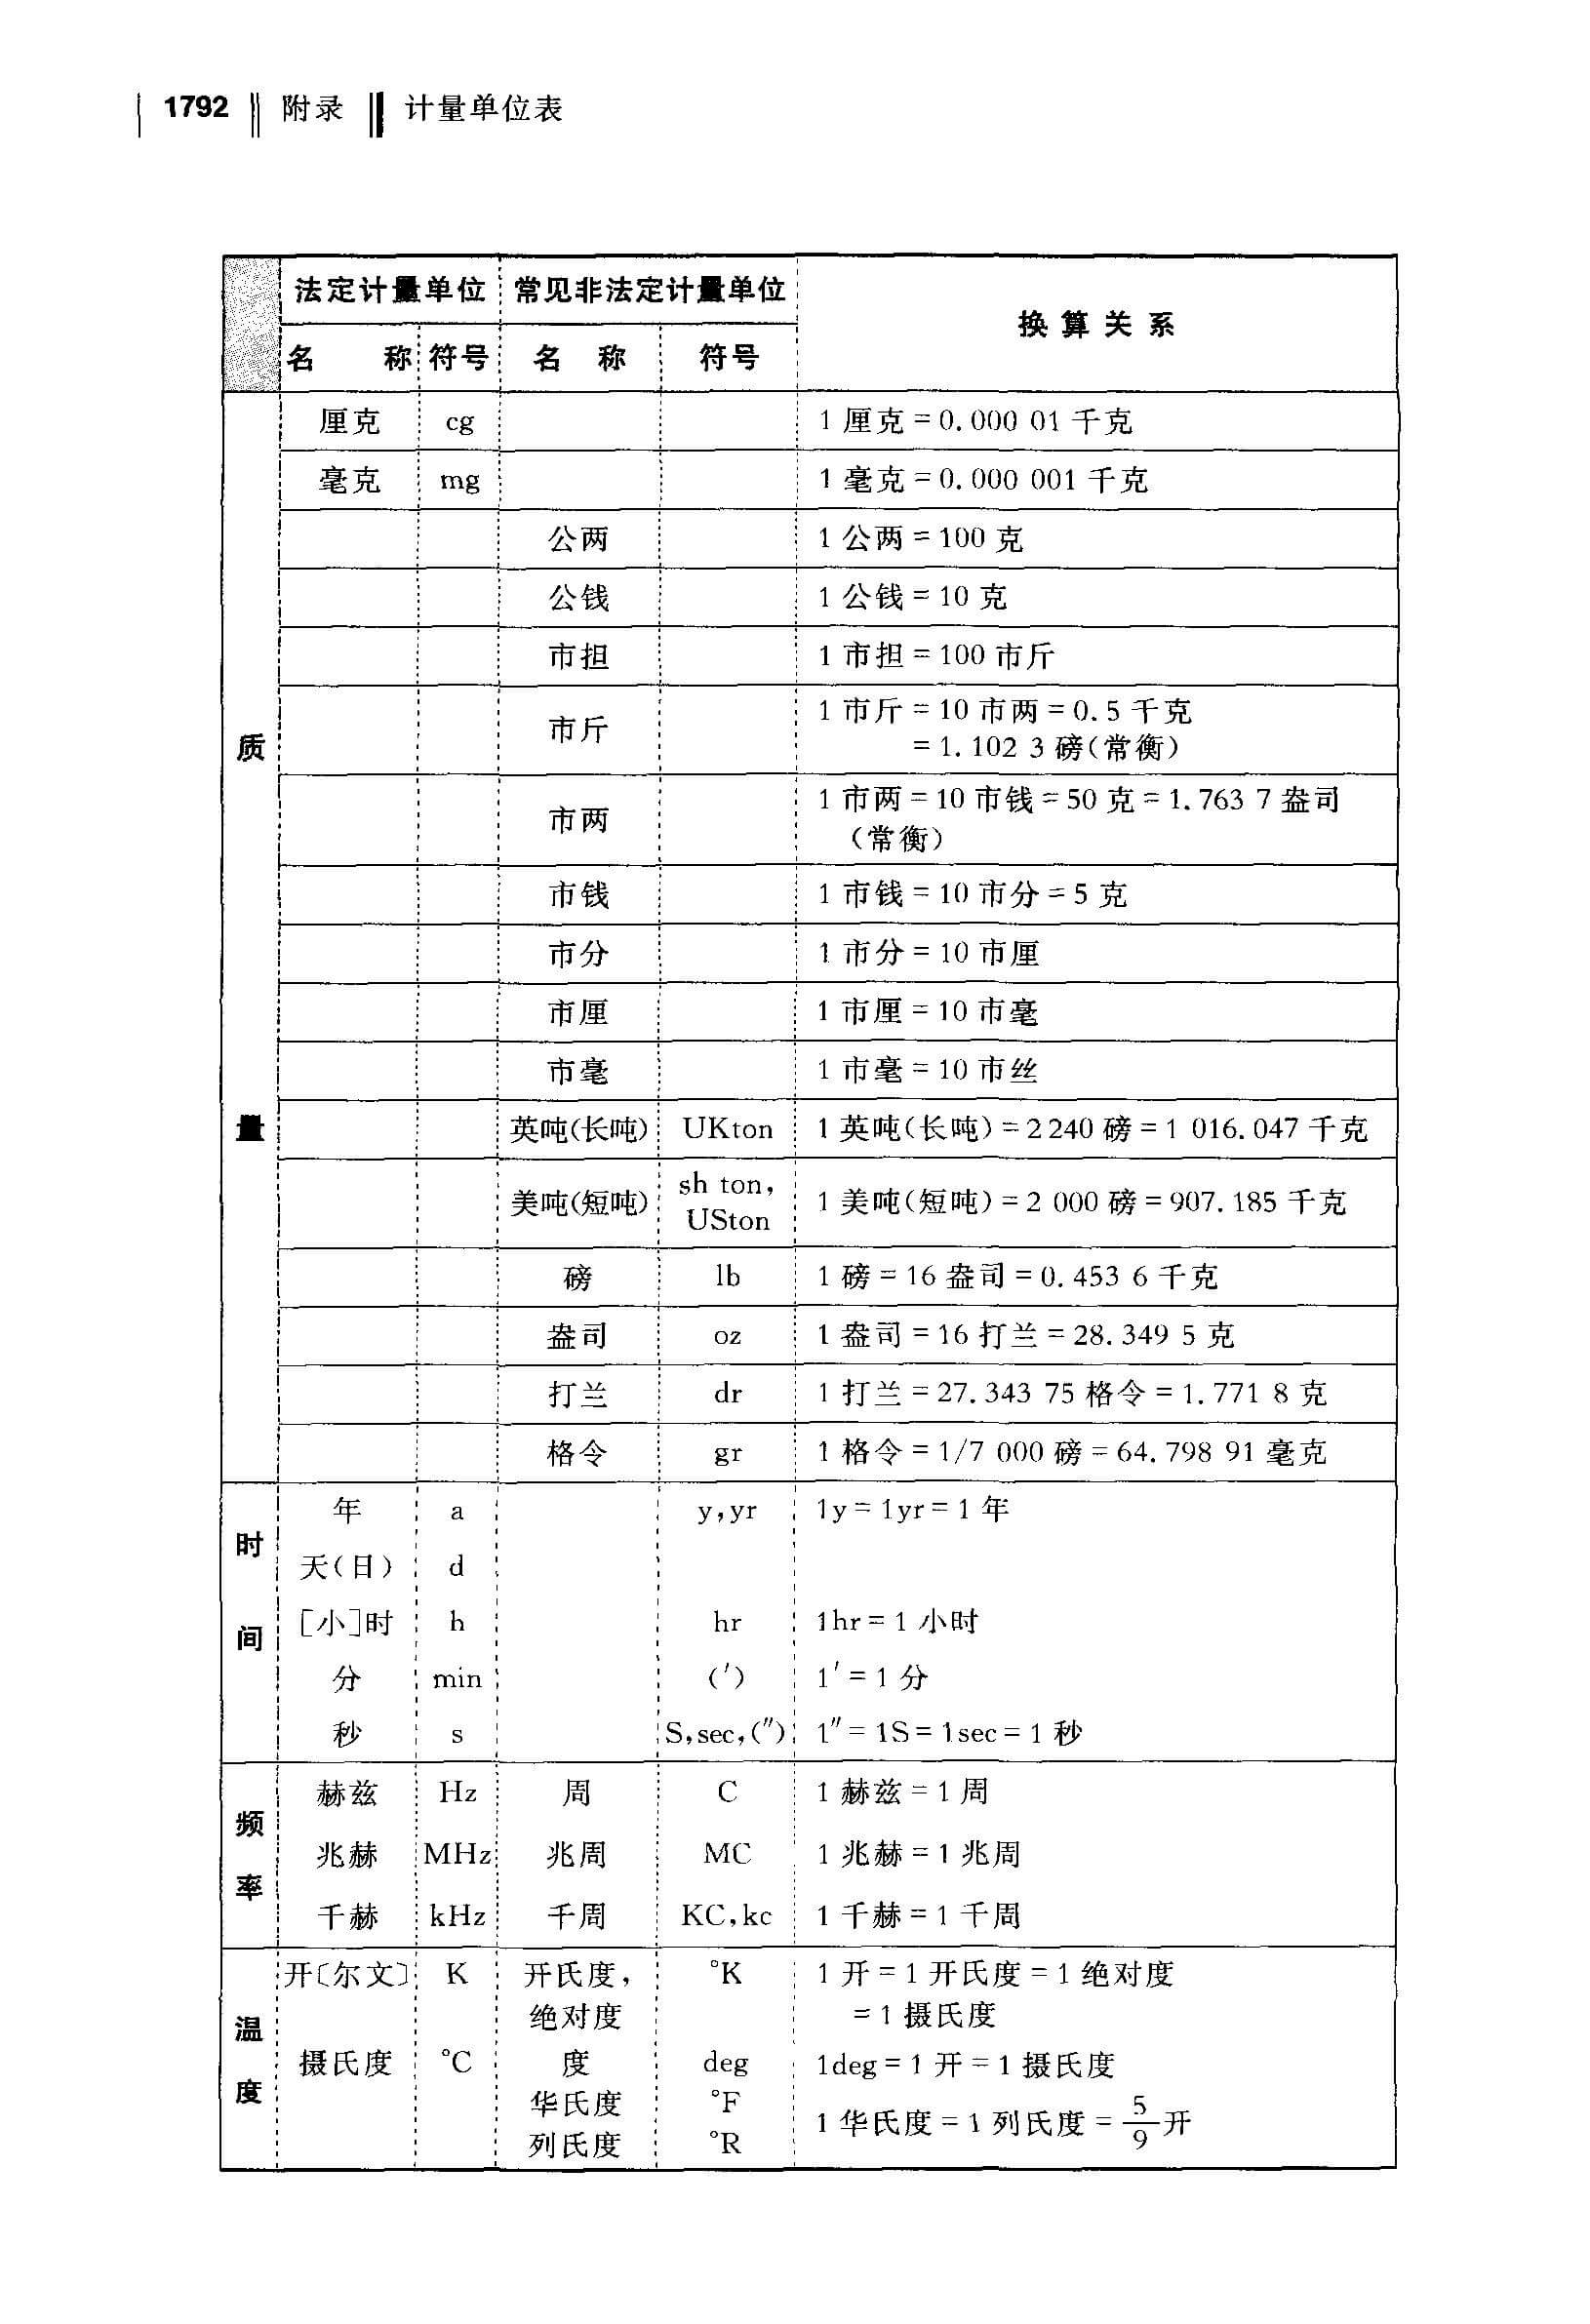 1792 ‖ 附录 ‖ 计量单位表
法定计量单位 常见非法定计量单位 换算关系
名 称 符号 名 称 符号
质量
厘克 cg 1 厘克 = 0.000 01 千克
毫克 mg 1 毫克 = 0.000 001 千克
公两 1 公两 = 100 克
公钱 1 公钱 = 10 克
市担 1 市担 = 100 市斤
市斤 1 市斤 = 10 市两 = 0.5 千克
= 1.102 3 磅(常衡)
市两 1 市两 = 10 市钱 = 50 克 = 1.763 7 盎司
(常衡)
市钱 1 市钱 = 10 市分 = 5 克
市分 1 市分 = 10 市厘
市厘 1 市厘 = 10 市毫
市毫 1 市毫 = 10 市丝
英吨(长吨) UKton 1 英吨(长吨) = 2 240 磅 = 1 016.047 千克
美吨(短吨) sh ton, USton 1 美吨(短吨) = 2 000 磅 = 907.185 千克
磅 lb 1 磅 = 16 盎司 = 0.453 6 千克
盎司 oz 1 盎司 = 16 打兰 = 28.349 5 克
打兰 dr 1 打兰 = 27.343 75 格令 = 1.771 8 克
格令 gr 1 格令 = 1/7 000 磅 = 64.798 91 毫克
时间
年 a y,yr 1y = 1yr = 1 年
天(日) d
[小]时 h hr 1hr = 1 小时
分 min (′) 1′ = 1 分
秒 s S,sec,(″) 1″ = 1S = 1sec = 1 秒
频率
赫兹 Hz 周 C 1 赫兹 = 1 周
兆赫 MHz 兆周 MC 1 兆赫 = 1 兆周
千赫 kHz 千周 KC,kc 1 千赫 = 1 千周
温度
开〔尔文〕 K 开氏度, °K 1 开 = 1 开氏度 = 1 绝对度
绝对度 = 1 摄氏度
摄氏度 °C 度 deg 1deg = 1 开 = 1 摄氏度
华氏度 °F 1 华氏度 = 1 列氏度 = 5/9 开
列氏度 °R